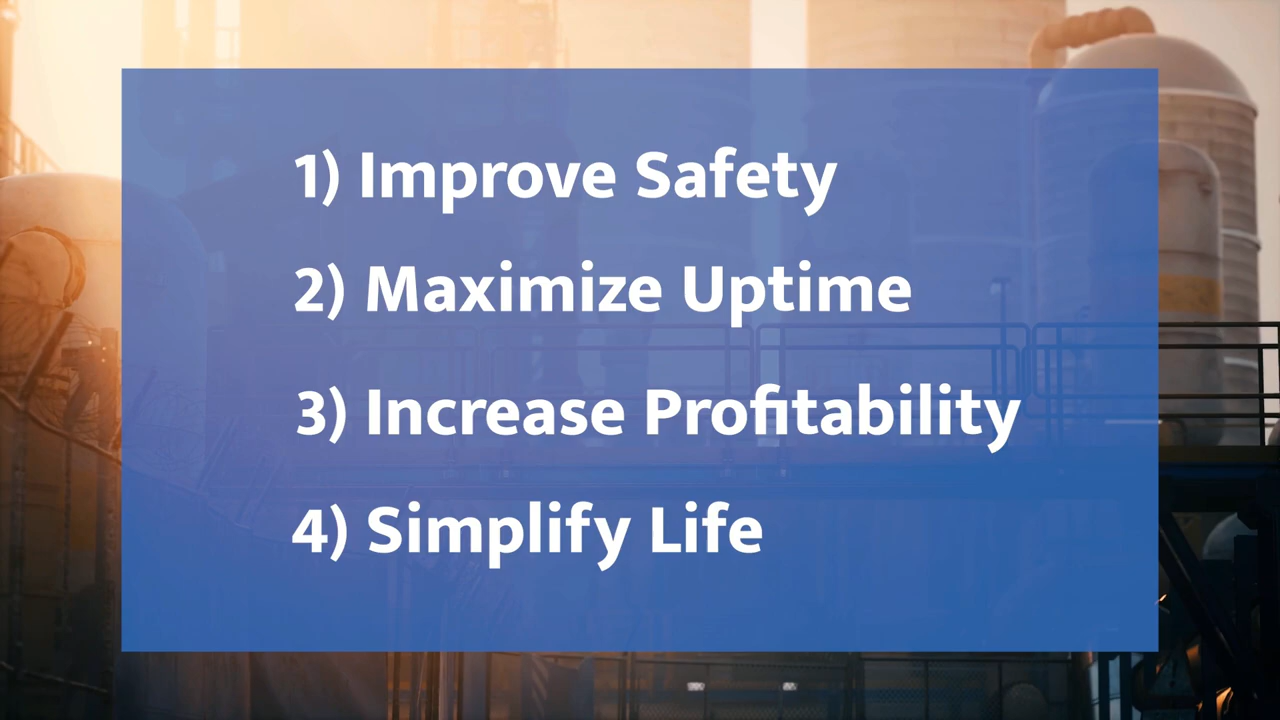 1) Improve Safety
2) Maximize Uptime
3) Increase Profitability
4) Simplify Life